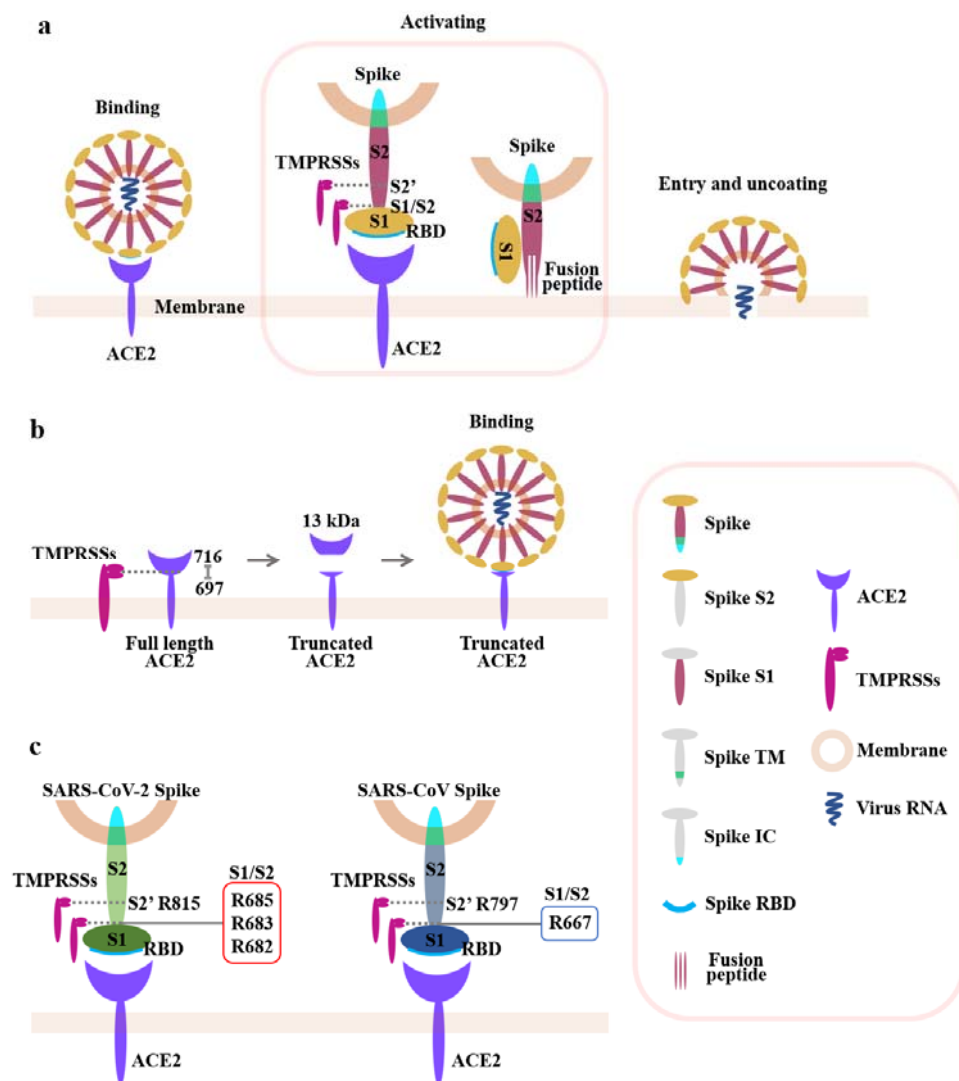 a
Activating
Binding
Spike
S2
TMPRSSs
S2'
S1/S2
S1
RBD
Spike
S2
S1
Fusion
peptide
Entry and uncoating
Membrane
ACE2
ACE2
b
Binding
13 kDa
TMPRSSs
716
697
Full length
ACE2
Truncated
ACE2
Truncated
ACE2
c
SARS-CoV-2 Spike
S2
TMPRSSs
S2' R815
S1/S2
R685
R683
R682
S1
RBD
ACE2
SARS-CoV Spike
S2
TMPRSSs
S2' R797
S1/S2
R667
S1
RBD
ACE2
Spike
Spike S2
Spike S1
Spike TM
Spike IC
Spike RBD
Fusion
peptide
ACE2
TMPRSSs
Membrane
Virus RNA